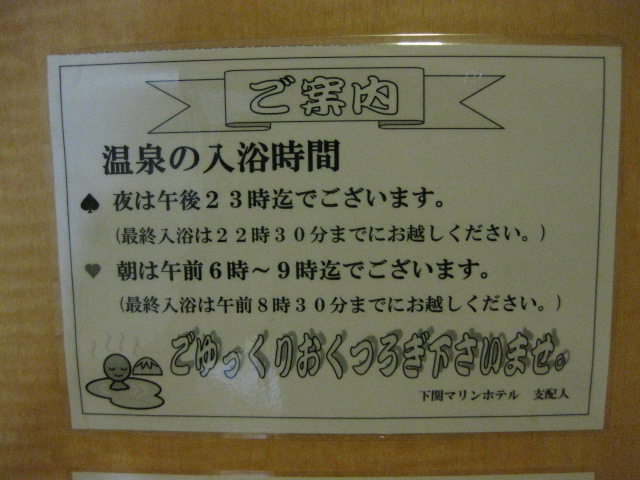 ご案内
温泉の入浴時間
♠ 夜は午後２３時迄でございます。
(最終入浴は２２時３０分までにお越しください。)
♥ 朝は午前６時～９時迄でございます。
(最終入浴は午前８時３０分までにお越しください。)
ごゆっくりおくつろぎ下さいませ。
下関マリンホテル　支配人